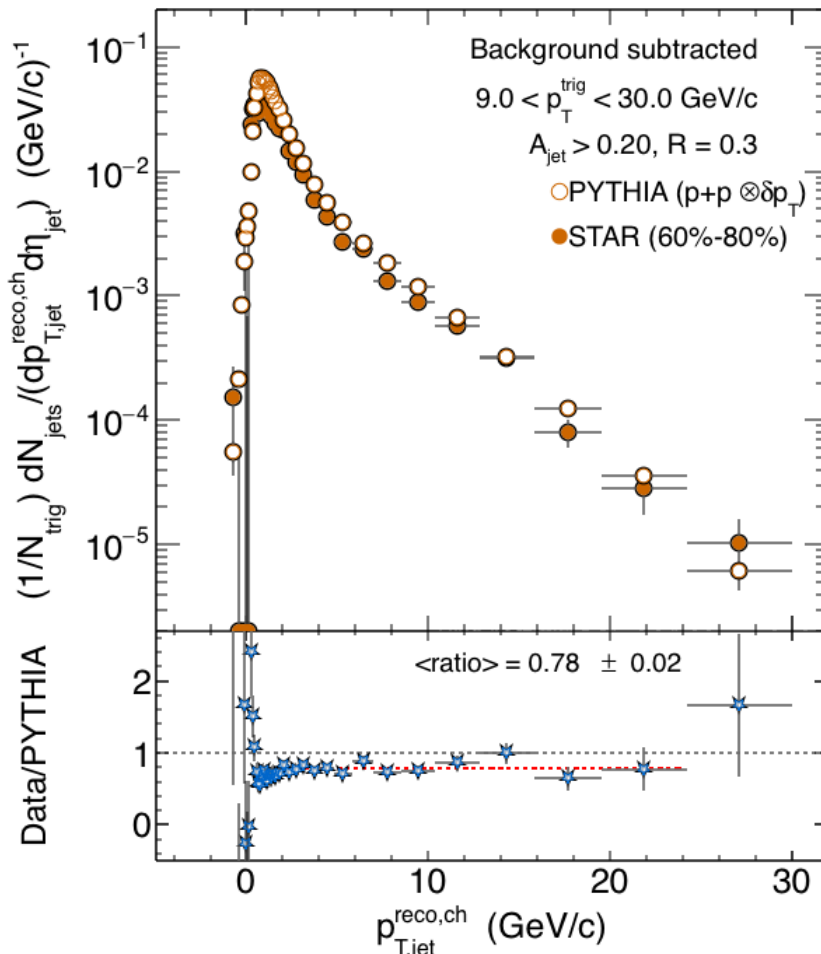 Background subtracted
9.0 < p_T^trig < 30.0 GeV/c
A_jet > 0.20, R = 0.3
PYTHIA (p+p ⊗δp_T)
STAR (60%-80%)
(1/N_trig) dN_jets/(dp_T,jet^reco,ch dη_jet) (GeV/c)^-1
10^−1
10^−2
10^−3
10^−4
10^−5
<ratio> = 0.78 ± 0.02
Data/PYTHIA
2
1
0
0 10 20 30
p_T,jet^reco,ch (GeV/c)